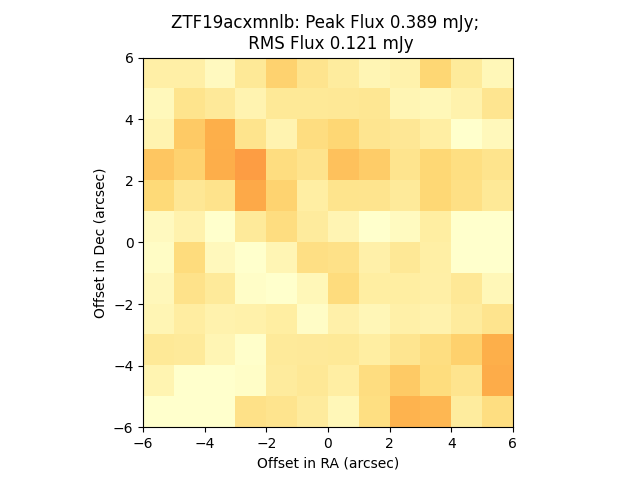 ZTF19acxmnlb: Peak Flux 0.389 mJy;
RMS Flux 0.121 mJy
6
4
2
0
−2
−4
−6
Offset in Dec (arcsec)
−6 −4 −2 0 2 4 6
Offset in RA (arcsec)